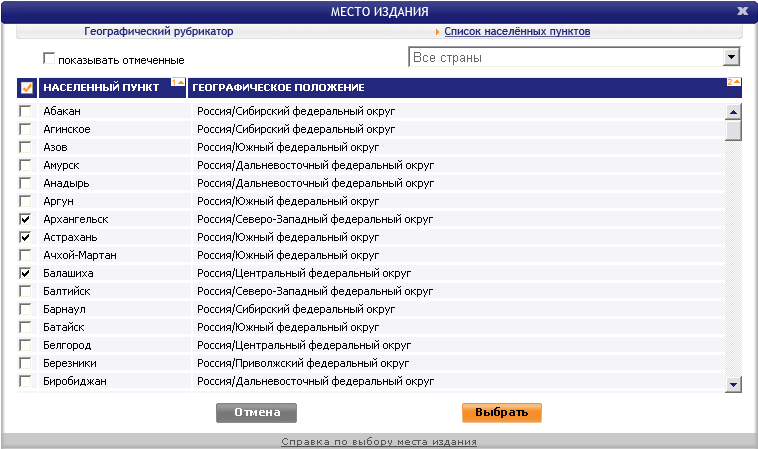 МЕСТО ИЗДАНИЯ
Географический рубрикатор Список населённых пунктов
показывать отмеченные Все страны
НАСЕЛЕННЫЙ ПУНКТ 1 ГЕОГРАФИЧЕСКОЕ ПОЛОЖЕНИЕ 2
Абакан Россия/Сибирский федеральный округ
Агинское Россия/Сибирский федеральный округ
Азов Россия/Южный федеральный округ
Амурск Россия/Дальневосточный федеральный округ
Анадырь Россия/Дальневосточный федеральный округ
Аргун Россия/Южный федеральный округ
Архангельск Россия/Северо-Западный федеральный округ
Астрахань Россия/Южный федеральный округ
Ачхой-Мартан Россия/Южный федеральный округ
Балашиха Россия/Центральный федеральный округ
Балтийск Россия/Северо-Западный федеральный округ
Барнаул Россия/Сибирский федеральный округ
Батайск Россия/Южный федеральный округ
Белгород Россия/Центральный федеральный округ
Березники Россия/Приволжский федеральный округ
Биробиджан Россия/Дальневосточный федеральный округ
Отмена Выбрать
Справка по выбору места издания